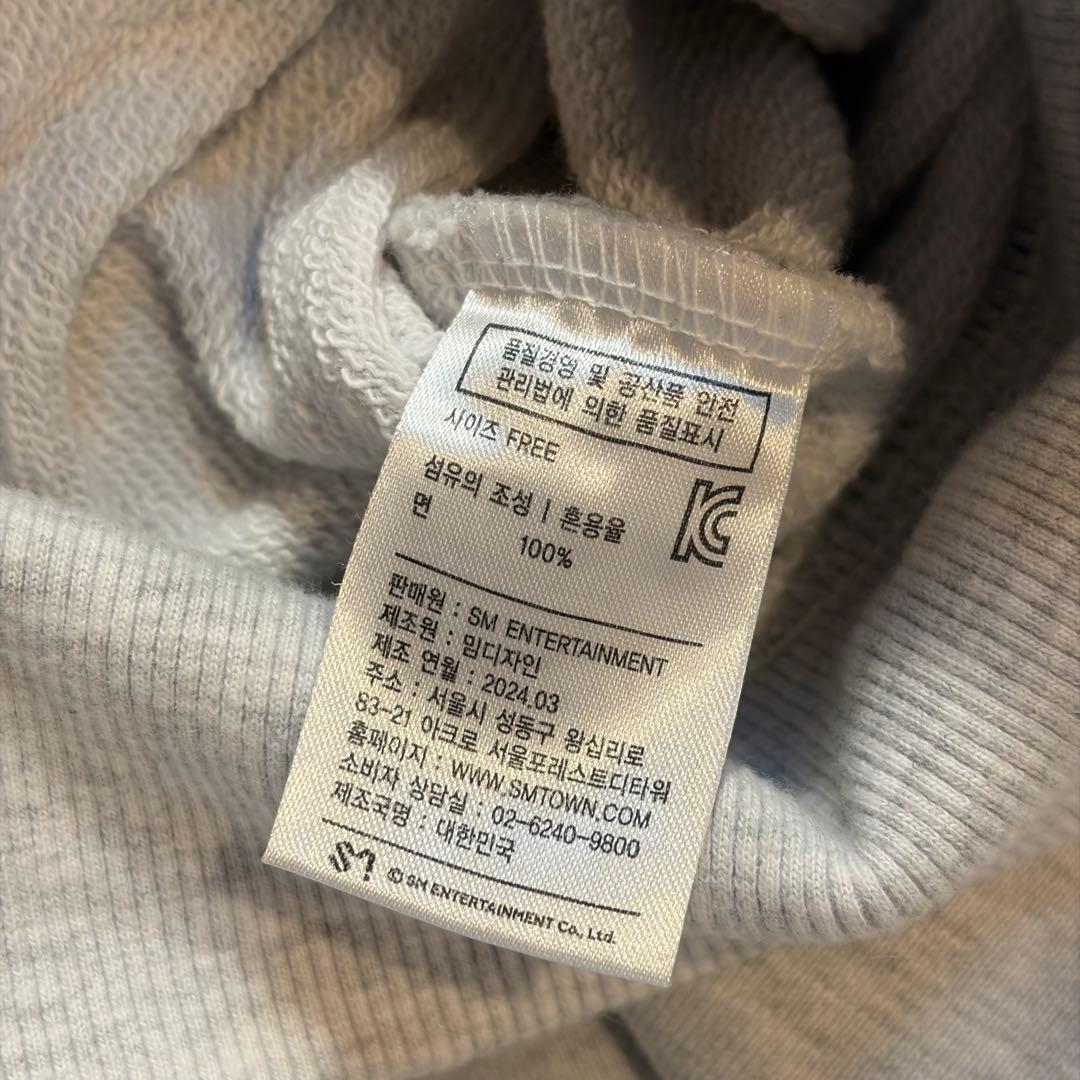 품질경영 및 공산품 안전
관리법에 의한 품질표시
사이즈 FREE
섬유의 조성 | 혼용율
면 100%
판매원 : SM ENTERTAINMENT
제조원 : 밈디자인
제조 연월 : 2024.03
주소 : 서울시 성동구 왕십리로
83-21 아크로 서울포레스트디타워
홈페이지 : WWW.SMTOWN.COM
소비자 상담실 : 02-6240-9800
제조국명 : 대한민국
SM © SM ENTERTAINMENT Co., Ltd.